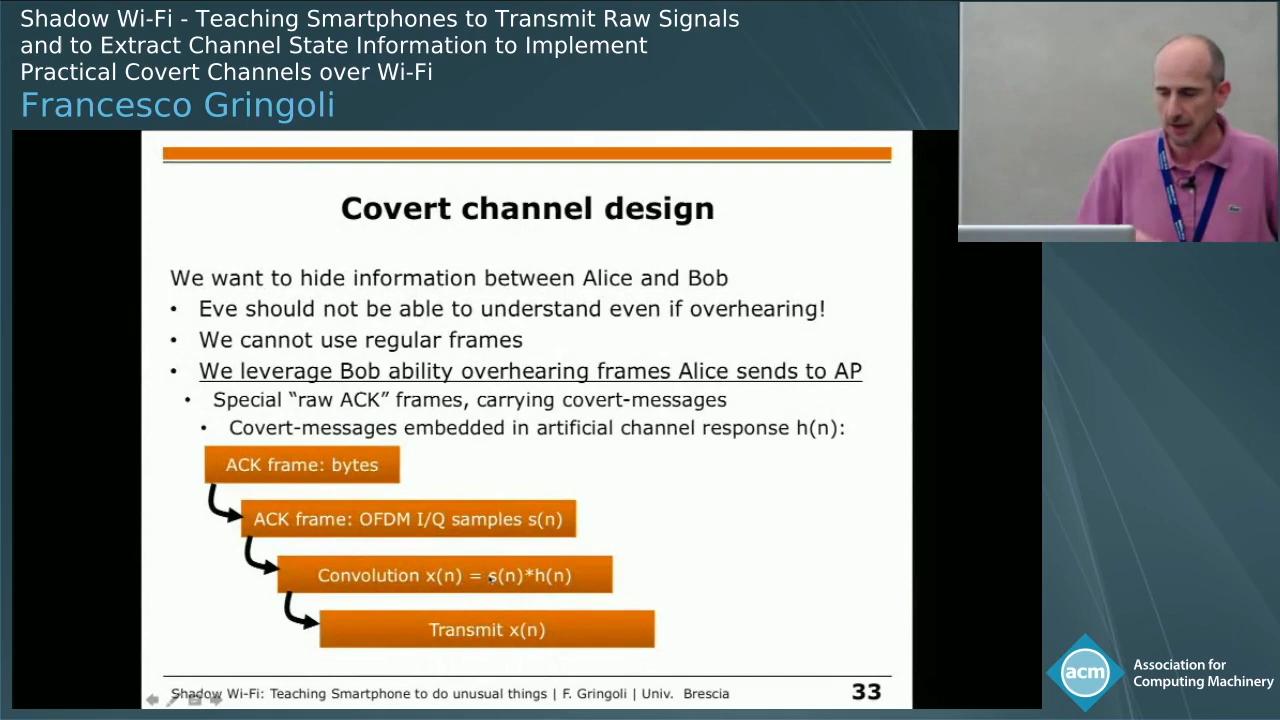 Shadow Wi-Fi - Teaching Smartphones to Transmit Raw Signals
and to Extract Channel State Information to Implement
Practical Covert Channels over Wi-Fi
Francesco Gringoli
Covert channel design
We want to hide information between Alice and Bob
• Eve should not be able to understand even if overhearing!
• We cannot use regular frames
• We leverage Bob ability overhearing frames Alice sends to AP
• Special “raw ACK” frames, carrying covert-messages
• Covert-messages embedded in artificial channel response h(n):
ACK frame: bytes
ACK frame: OFDM I/Q samples s(n)
Convolution x(n) = s(n)*h(n)
Transmit x(n)
Shadow Wi-Fi: Teaching Smartphone to do unusual things | F. Gringoli | Univ. Brescia
33
acm
Association for
Computing Machinery